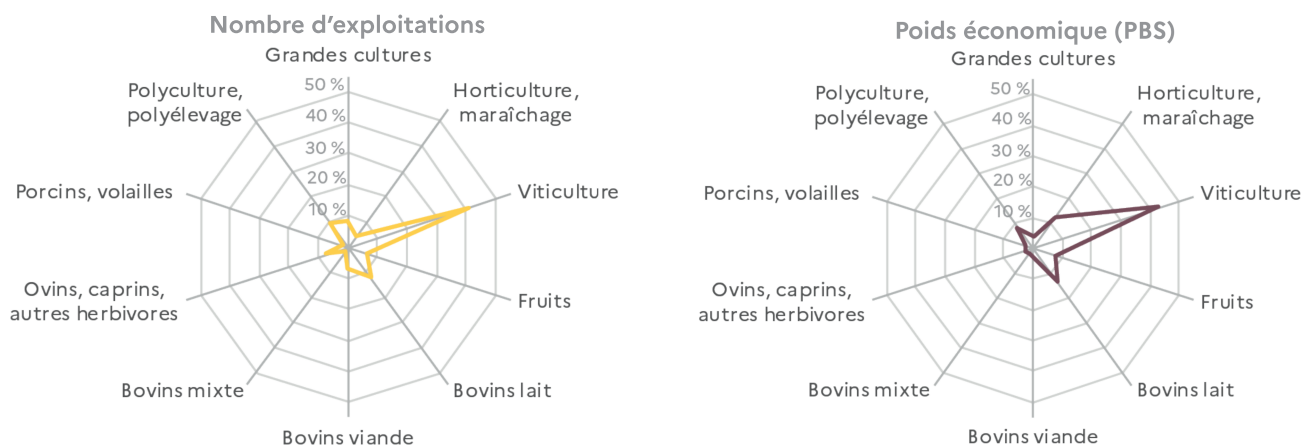 Nombre d’exploitations
Grandes cultures
50 %
40 %
30 %
20 %
10 %
Horticulture,
maraîchage
Viticulture
Fruits
Bovins lait
Bovins viande
Bovins mixte
Ovins, caprins,
autres herbivores
Porcins, volailles
Polyculture,
polyélevage
Poids économique (PBS)
Grandes cultures
50 %
40 %
30 %
20 %
10 %
Horticulture,
maraîchage
Viticulture
Fruits
Bovins lait
Bovins viande
Bovins mixte
Ovins, caprins,
autres herbivores
Porcins, volailles
Polyculture,
polyélevage